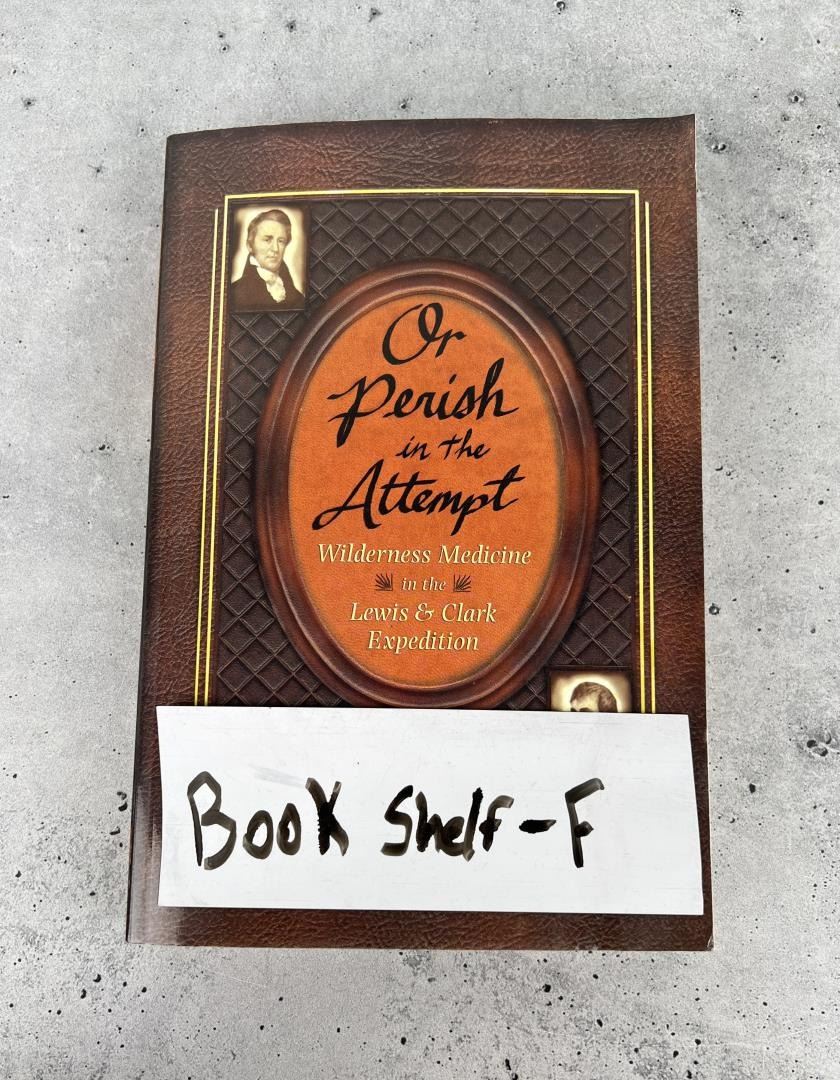 Or
Perish
in the
Attempt
Wilderness Medicine
in the
Lewis & Clark
Expedition
Book Shelf-F